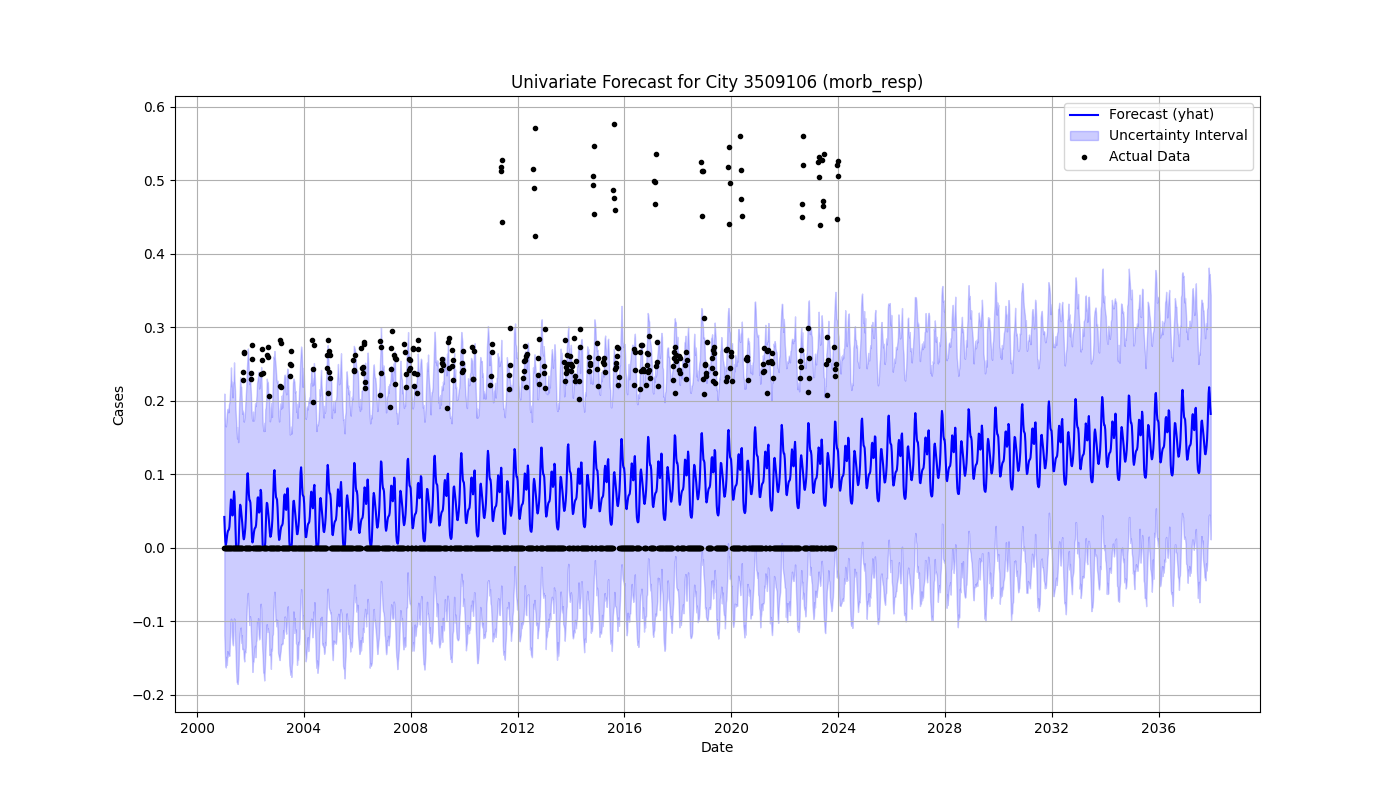 Univariate Forecast for City 3509106 (morb_resp)
Forecast (yhat)
Uncertainty Interval
Actual Data
Cases
0.6
0.5
0.4
0.3
0.2
0.1
0.0
−0.1
−0.2
2000 2004 2008 2012 2016 2020 2024 2028 2032 2036
Date